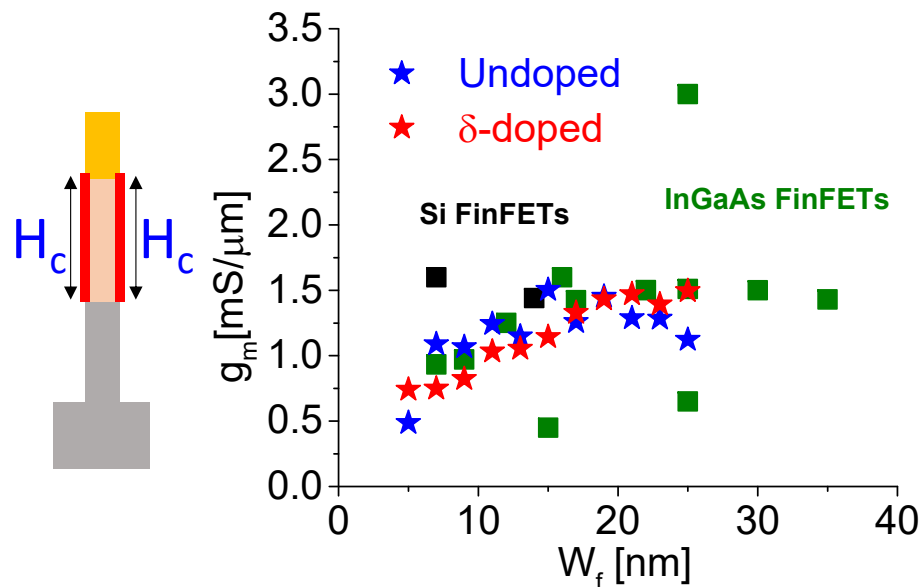 H_c H_c
g_m[mS/μm]
3.5
3.0
2.5
2.0
1.5
1.0
0.5
0.0
Undoped
δ-doped
Si FinFETs
InGaAs FinFETs
0 10 20 30 40
W_f [nm]